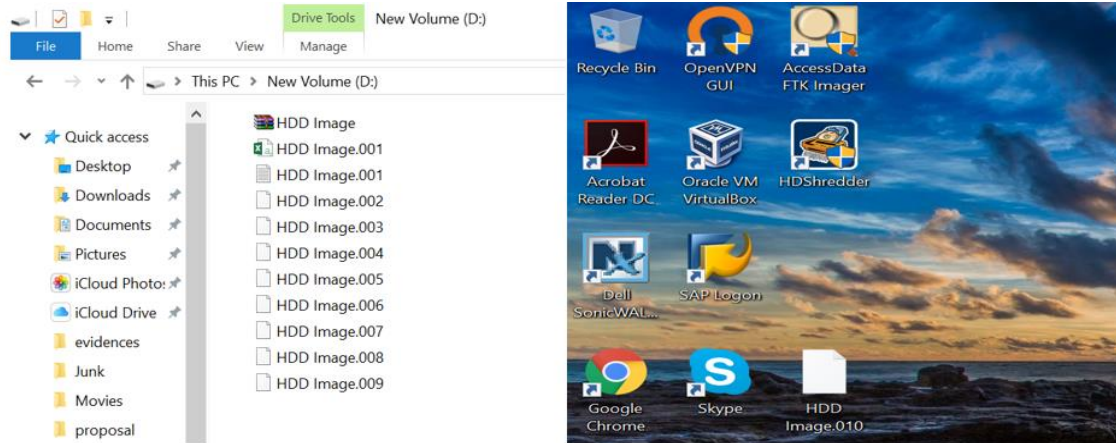 Drive Tools
New Volume (D:)
File
Home
Share
View
Manage
This PC > New Volume (D:)
Quick access
Desktop
Downloads
Documents
Pictures
iCloud Photo:
iCloud Drive
evidences
Junk
Movies
proposal
HDD Image
HDD Image.001
HDD Image.001
HDD Image.002
HDD Image.003
HDD Image.004
HDD Image.005
HDD Image.006
HDD Image.007
HDD Image.008
HDD Image.009
Recycle Bin
OpenVPN
GUI
AccessData
FTK Imager
Acrobat
Reader DC
Oracle VM
VirtualBox
HDShredder
Dell
SonicWAL...
SAP Logon
Google
Chrome
Skype
HDD
Image.010